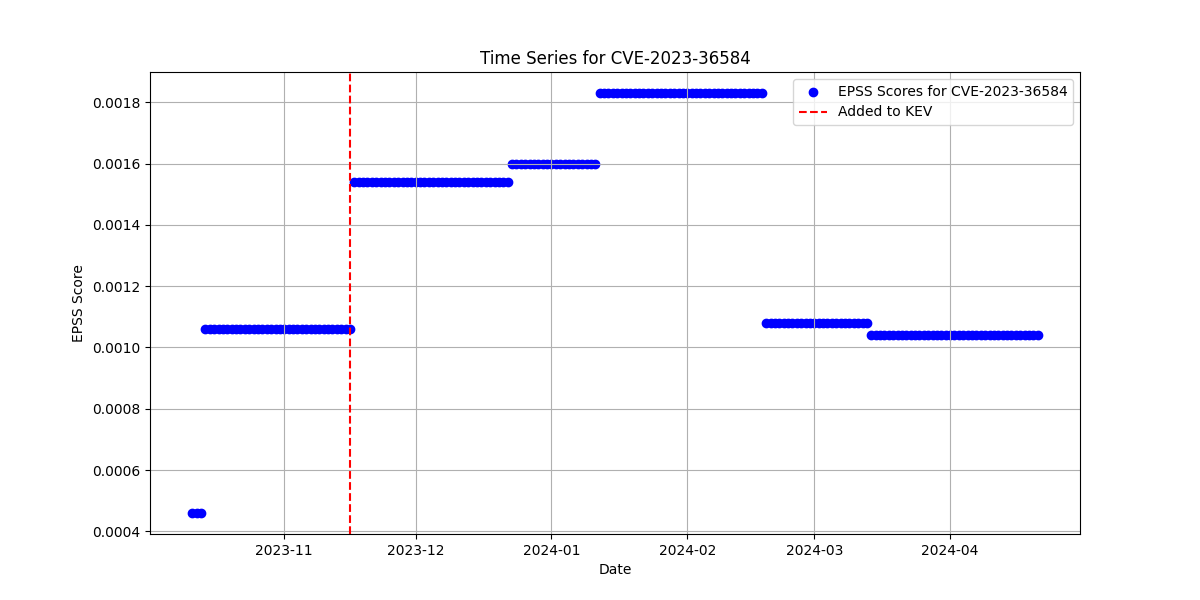 Time Series for CVE-2023-36584
EPSS Scores for CVE-2023-36584
Added to KEV
EPSS Score
0.0018
0.0016
0.0014
0.0012
0.0010
0.0008
0.0006
0.0004
2023-11 2023-12 2024-01 2024-02 2024-03 2024-04
Date